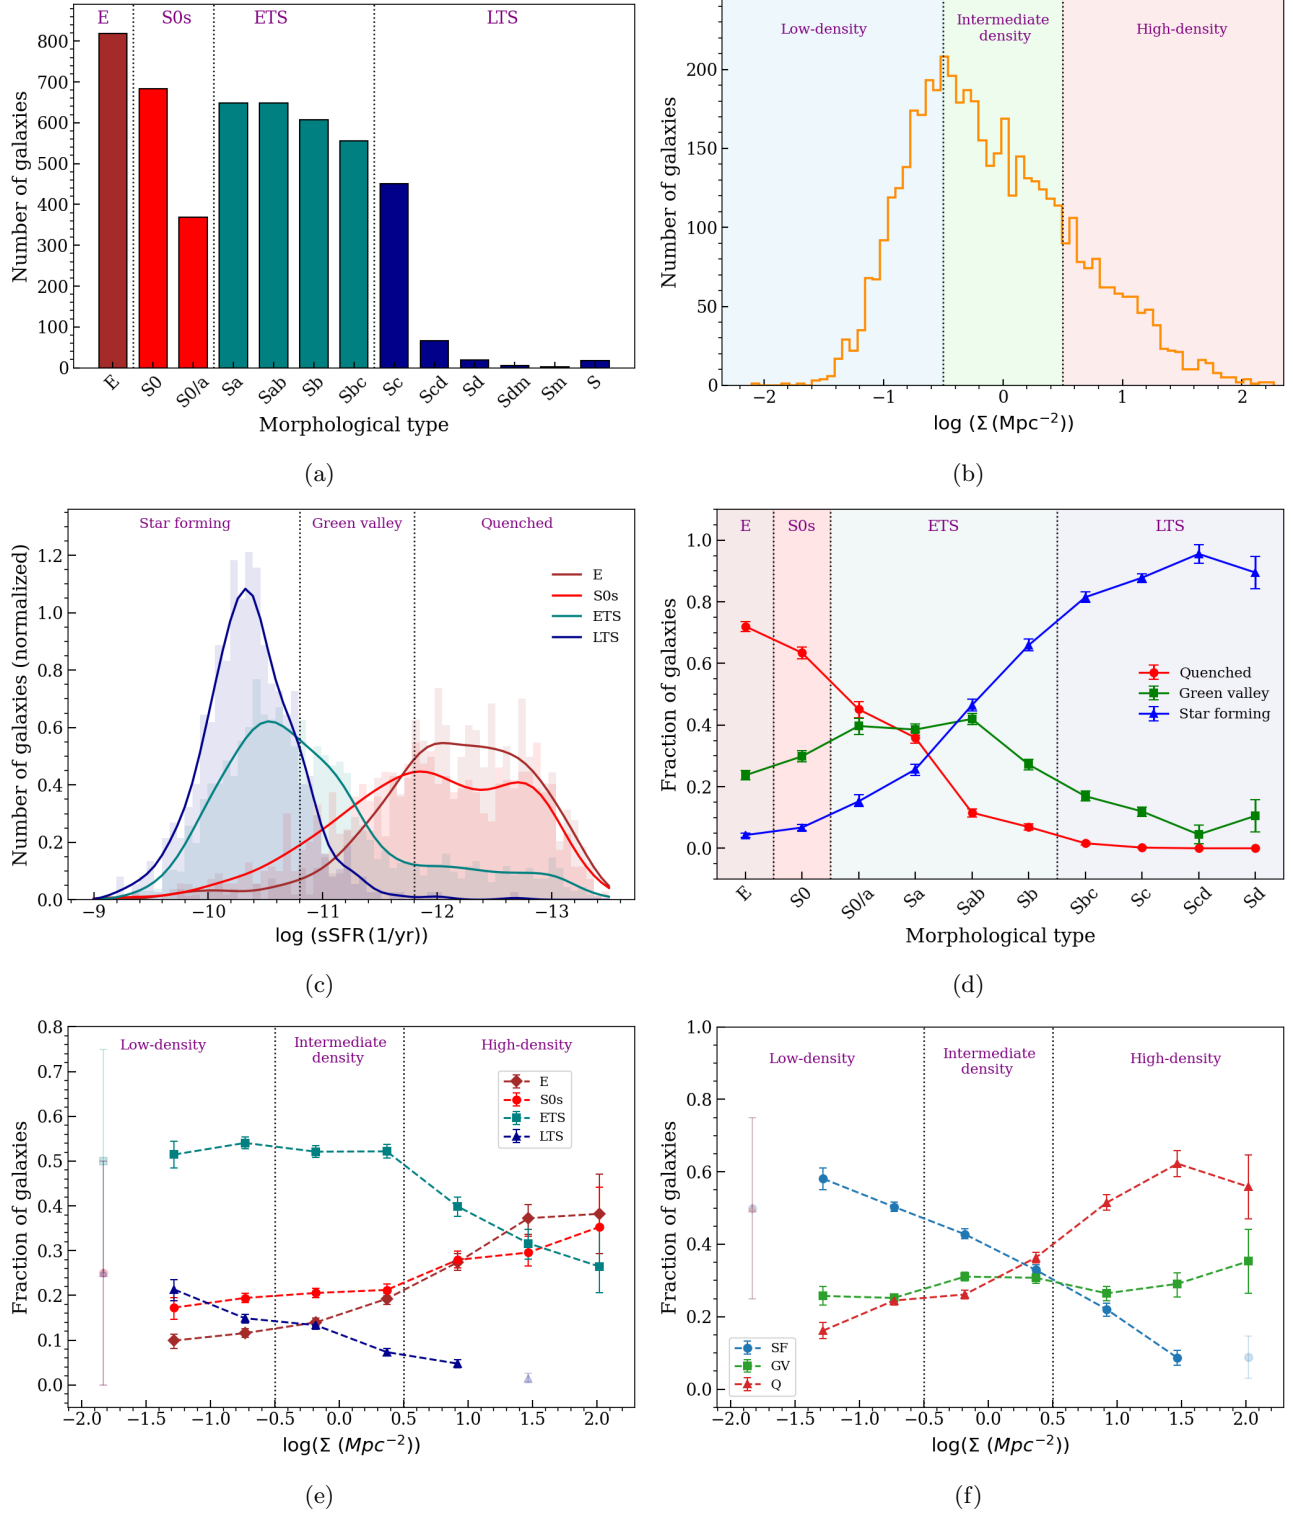 E S0s ETS LTS
800
700
600
500
400
300
200
100
0
Number of galaxies
E S0 S0/a Sa Sab Sb Sbc Sc Scd Sd Sdm Sm S
Morphological type
(a)
Low-density Intermediate density High-density
200
150
100
50
0
Number of galaxies
−2 −1 0 1 2
log (Σ (Mpc⁻²))
(b)
Star forming Green valley Quenched
1.2
1.0
0.8
0.6
0.4
0.2
0.0
Number of galaxies (normalized)
E
S0s
ETS
LTS
−9 −10 −11 −12 −13
log (sSFR (1/yr))
(c)
E S0s ETS LTS
1.0
0.8
0.6
0.4
0.2
0.0
Fraction of galaxies
Quenched
Green valley
Star forming
E S0 S0/a Sa Sab Sb Sbc Sc Scd Sd
Morphological type
(d)
Low-density Intermediate density High-density
0.8
0.7
0.6
0.5
0.4
0.3
0.2
0.1
0.0
Fraction of galaxies
E
S0s
ETS
LTS
−2.0 −1.5 −1.0 −0.5 0.0 0.5 1.0 1.5 2.0
log(Σ (Mpc⁻²))
(e)
Low-density Intermediate density High-density
1.0
0.8
0.6
0.4
0.2
0.0
Fraction of galaxies
SF
GV
Q
−2.0 −1.5 −1.0 −0.5 0.0 0.5 1.0 1.5 2.0
log(Σ (Mpc⁻²))
(f)